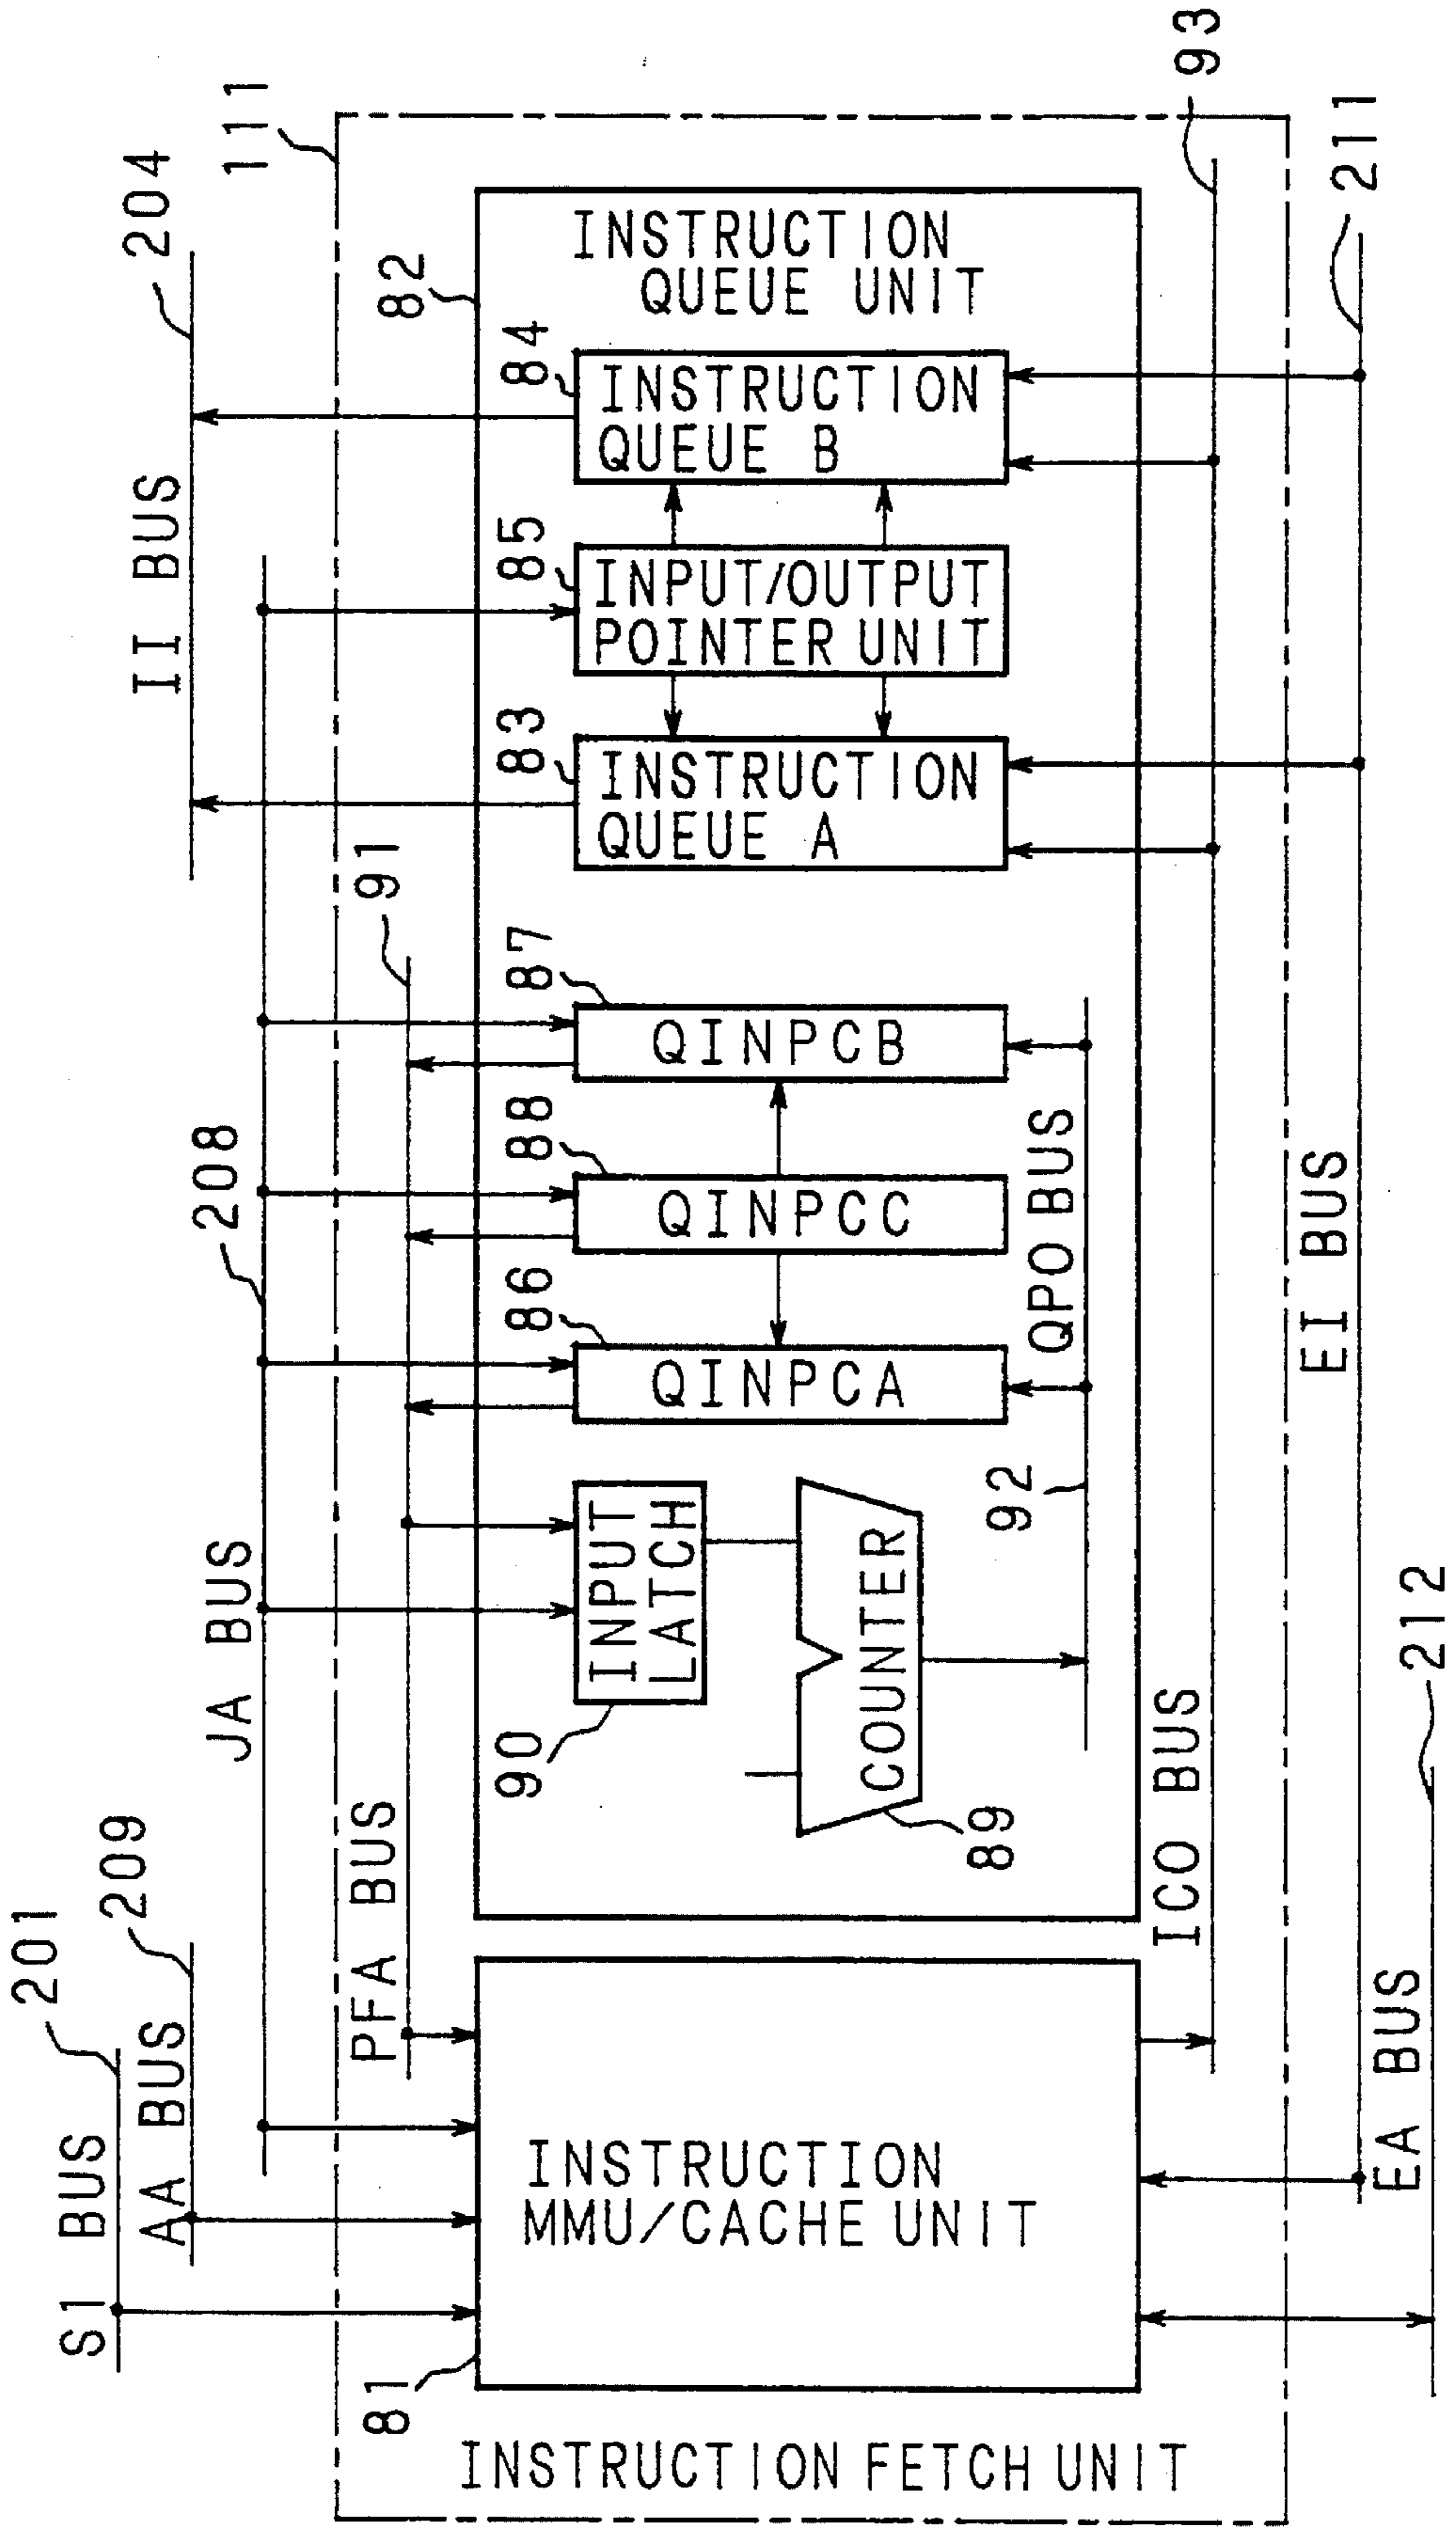 S1 BUS
201
AA BUS
209
JA BUS
208
II BUS
204
111
PFA BUS
91
81
INSTRUCTION
MMU/CACHE UNIT
82
INSTRUCTION
QUEUE UNIT
90
INPUT
LATCH
COUNTER
89
86
QINPCA
88
QINPCC
87
QINPCB
83
INSTRUCTION
QUEUE A
85
INPUT/OUTPUT
POINTER UNIT
84
INSTRUCTION
QUEUE B
92
QPO BUS
ICO BUS
93
INSTRUCTION FETCH UNIT
EI BUS
211
EA BUS
212